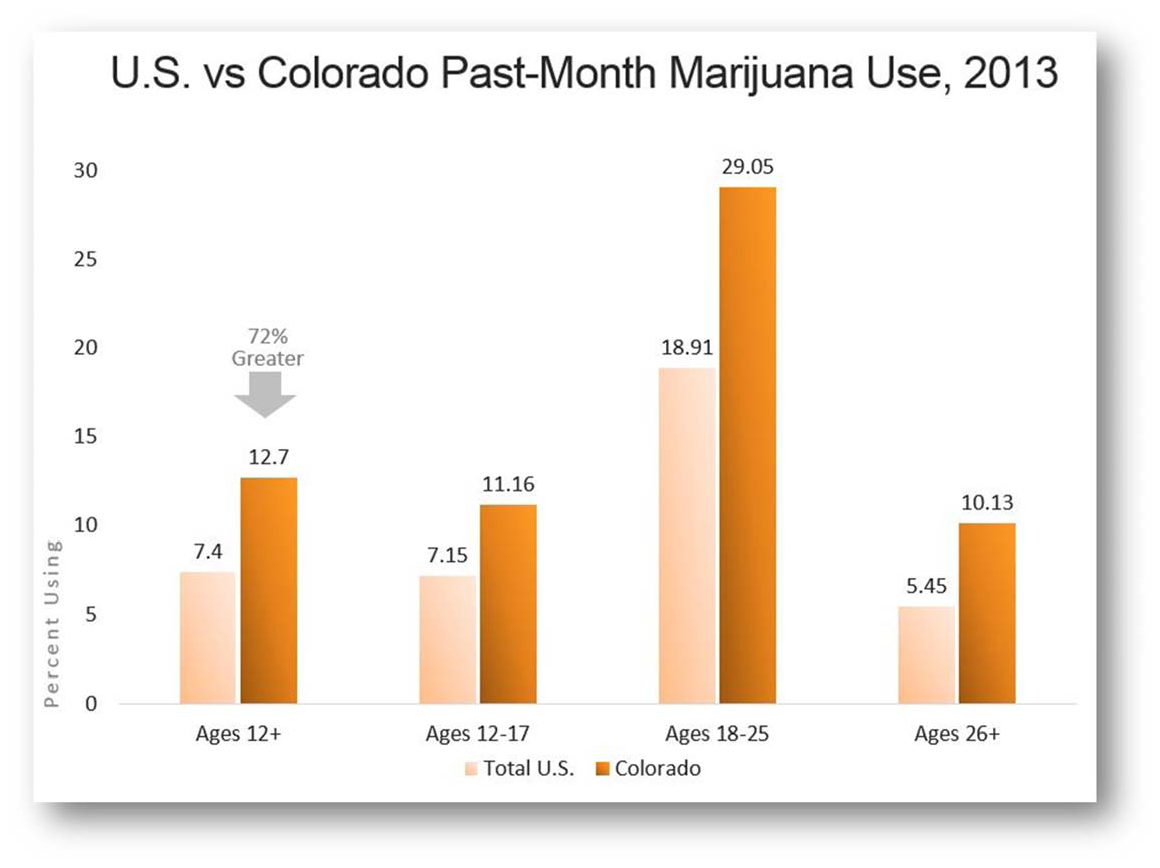 U.S. vs Colorado Past-Month Marijuana Use, 2013
30
25
20
15
10
5
0
Percent Using
72%
Greater
7.4
12.7
7.15
11.16
18.91
29.05
5.45
10.13
Ages 12+
Ages 12-17
Ages 18-25
Ages 26+
Total U.S.
Colorado